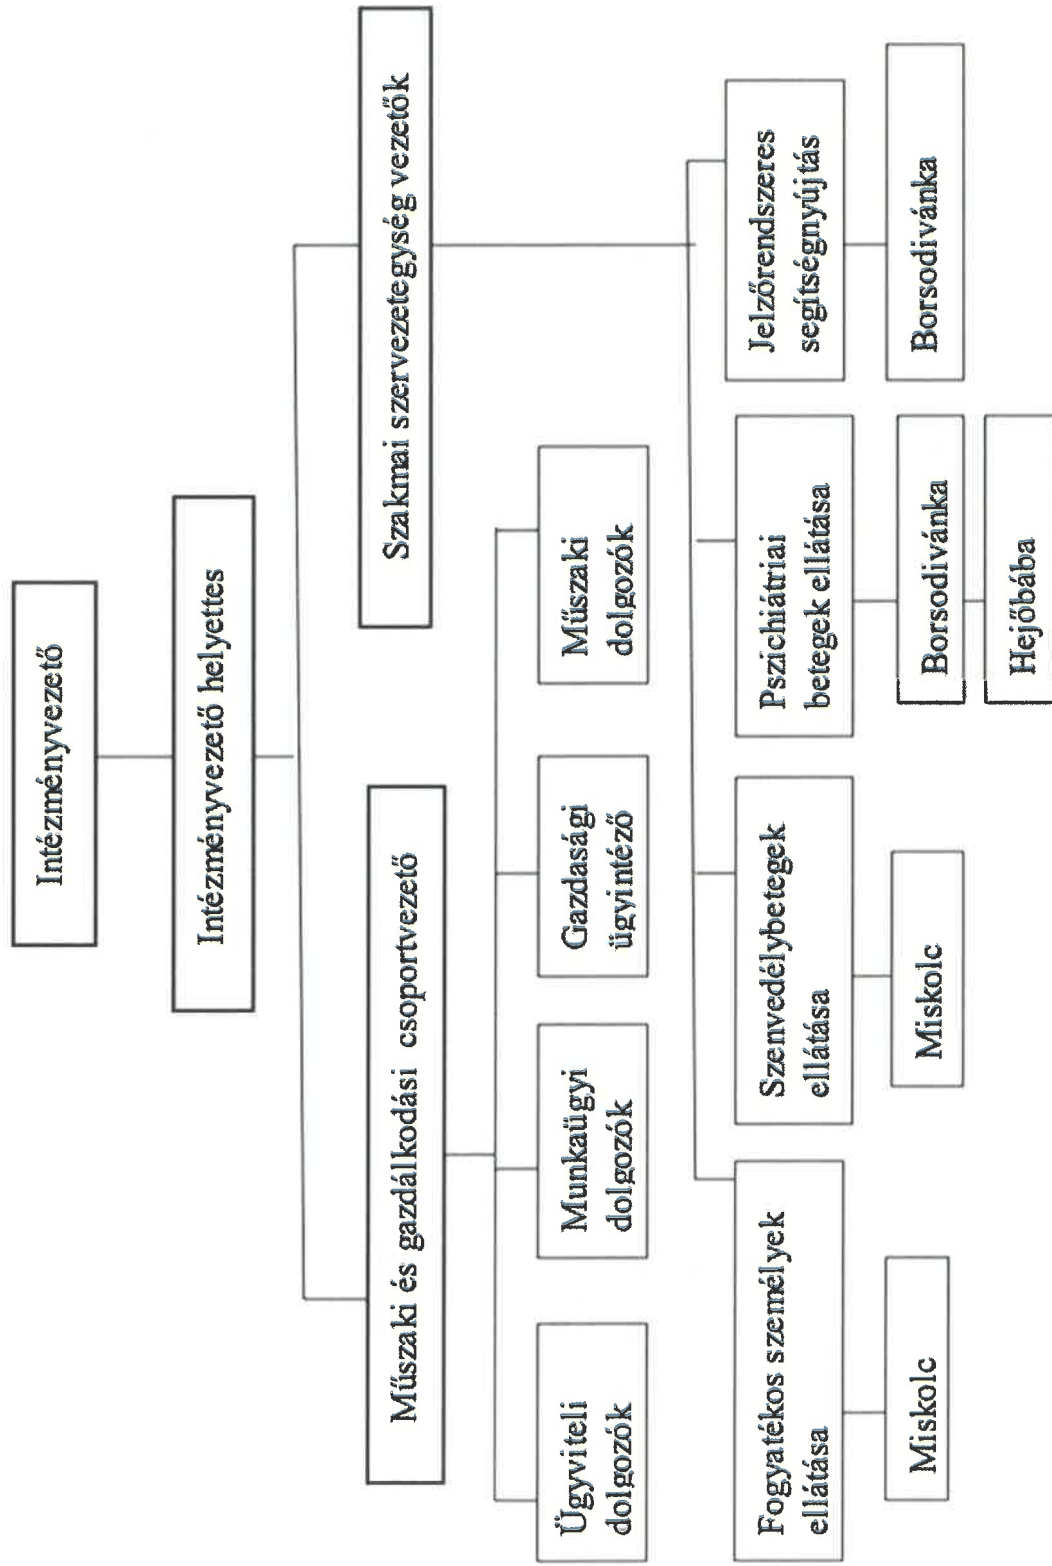 Intézményvezető
Intézményvezető helyettes
Műszaki és gazdálkodási csoportvezető
Szakmai szervezetegység vezetők
Ügyviteli
dolgozók
Munkaügyi
dolgozók
Gazdasági
ügyintéző
Műszaki
dolgozók
Fogyatékos személyek
ellátása
Szenvedélybetegek
ellátása
Pszichiátriai
betegek ellátása
Jelzőrendszeres
segítségnyújtás
Miskolc
Miskolc
Borsodivánka
Borsodivánka
Hejőbába